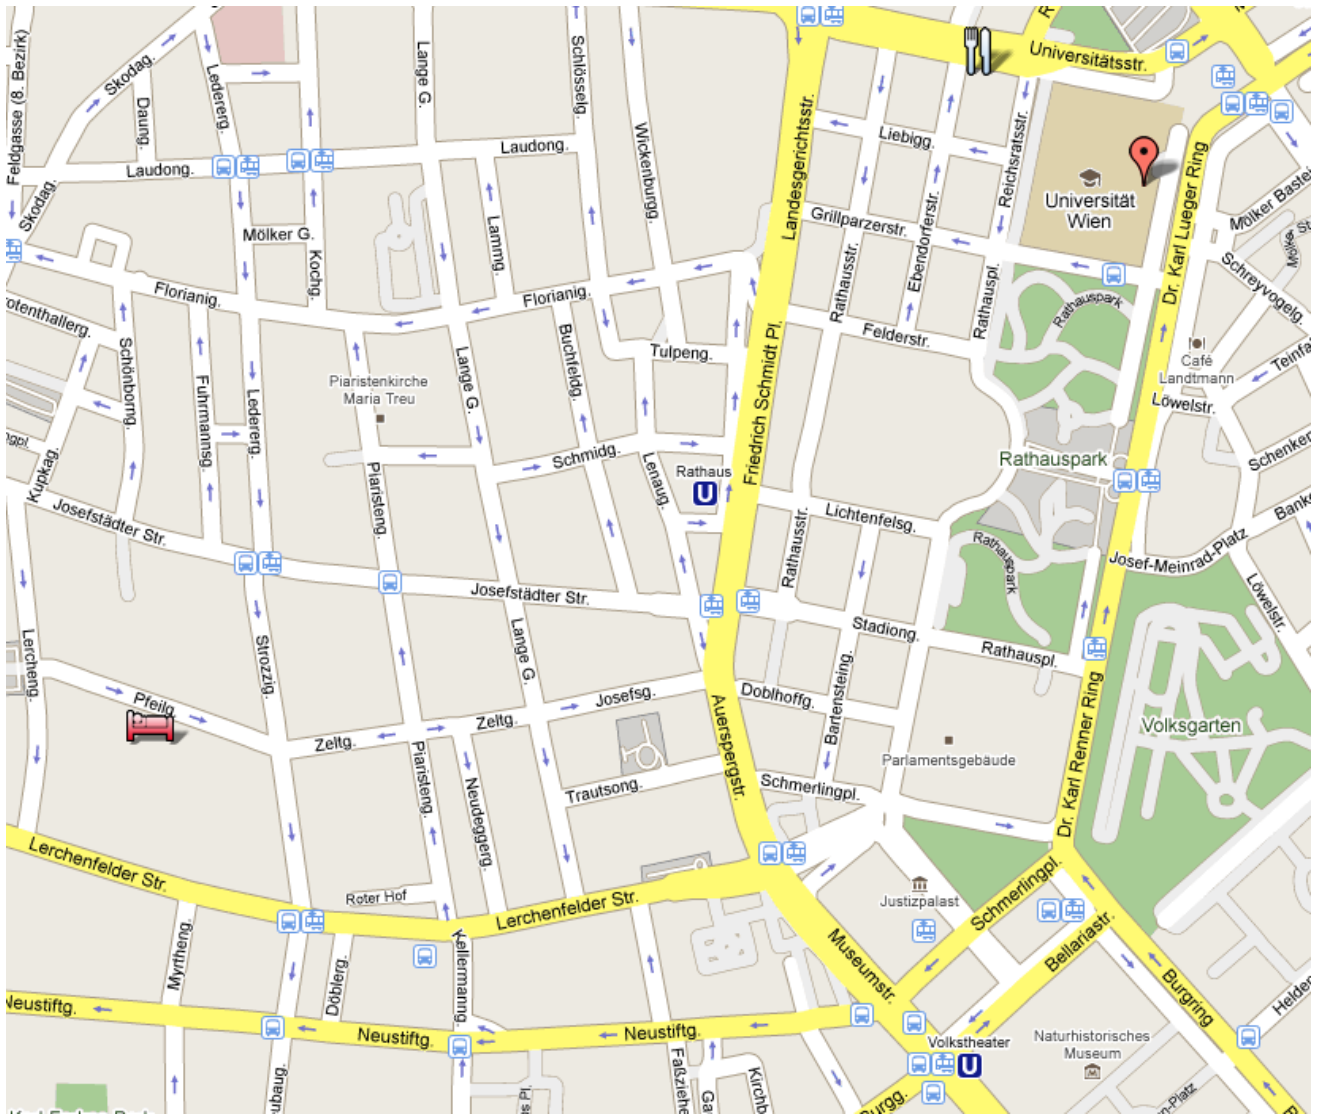 Universitätsstr.
Feldgasse (8. Bezirk)
Skodag.
Lange G.
Schlösselg.
Ledererg.
Daung.
Landesgerichtsstr.
Wickenburgg.
Liebigg.
Reichsratsstr.
Laudong.
Laudong.
Universität
Wien
Dr. Karl Lueger Ring
Skodag.
Mölker Bastei
Grillparzerstr.
Ebendorferstr.
Lammg.
Mölker G.
Kochg.
Schreyvogelg.
Florianig.
Florianig.
Rathausstr.
Rathauspl.
Rathauspark
Felderstr.
Schönborng.
Buchfeldg.
Tulpeng.
Lange G.
Café
Landtmann
Piaristenkirche
Maria Treu
Fuhrmannsg.
Ledererg.
Friedrich Schmidt Pl.
Löwelstr.
Rathauspark
Schmidg.
Lenaug.
Rathaus
U
Kupkag.
Piaristeng.
Josefstädter Str.
Lichtenfelsg.
Rathausstr.
Rathauspark
Josef-Meinrad-Platz
Josefstädter Str.
Löwelstr.
Lercheng.
Strozzig.
Lange G.
Stadiong.
Rathauspl.
Josefsg.
Doblhoffg.
Pfeilg.
Zeltg.
Zeltg.
Auerspergstr.
Bartensteing.
Dr. Karl Renner Ring
Volksgarten
Parlamentsgebäude
Piaristeng.
Neudeggerg.
Trautsong.
Schmerlingpl.
Lerchenfelder Str.
Roter Hof
Lerchenfelder Str.
Justizpalast
Schmerlingpl.
Myrtheng.
Döblerg.
Kellermanng.
Museumstr.
Bellariastr.
Burgring
Neustiftg.
Neustiftg.
Neustiftg.
Volkstheater
U
Naturhistorisches
Museum